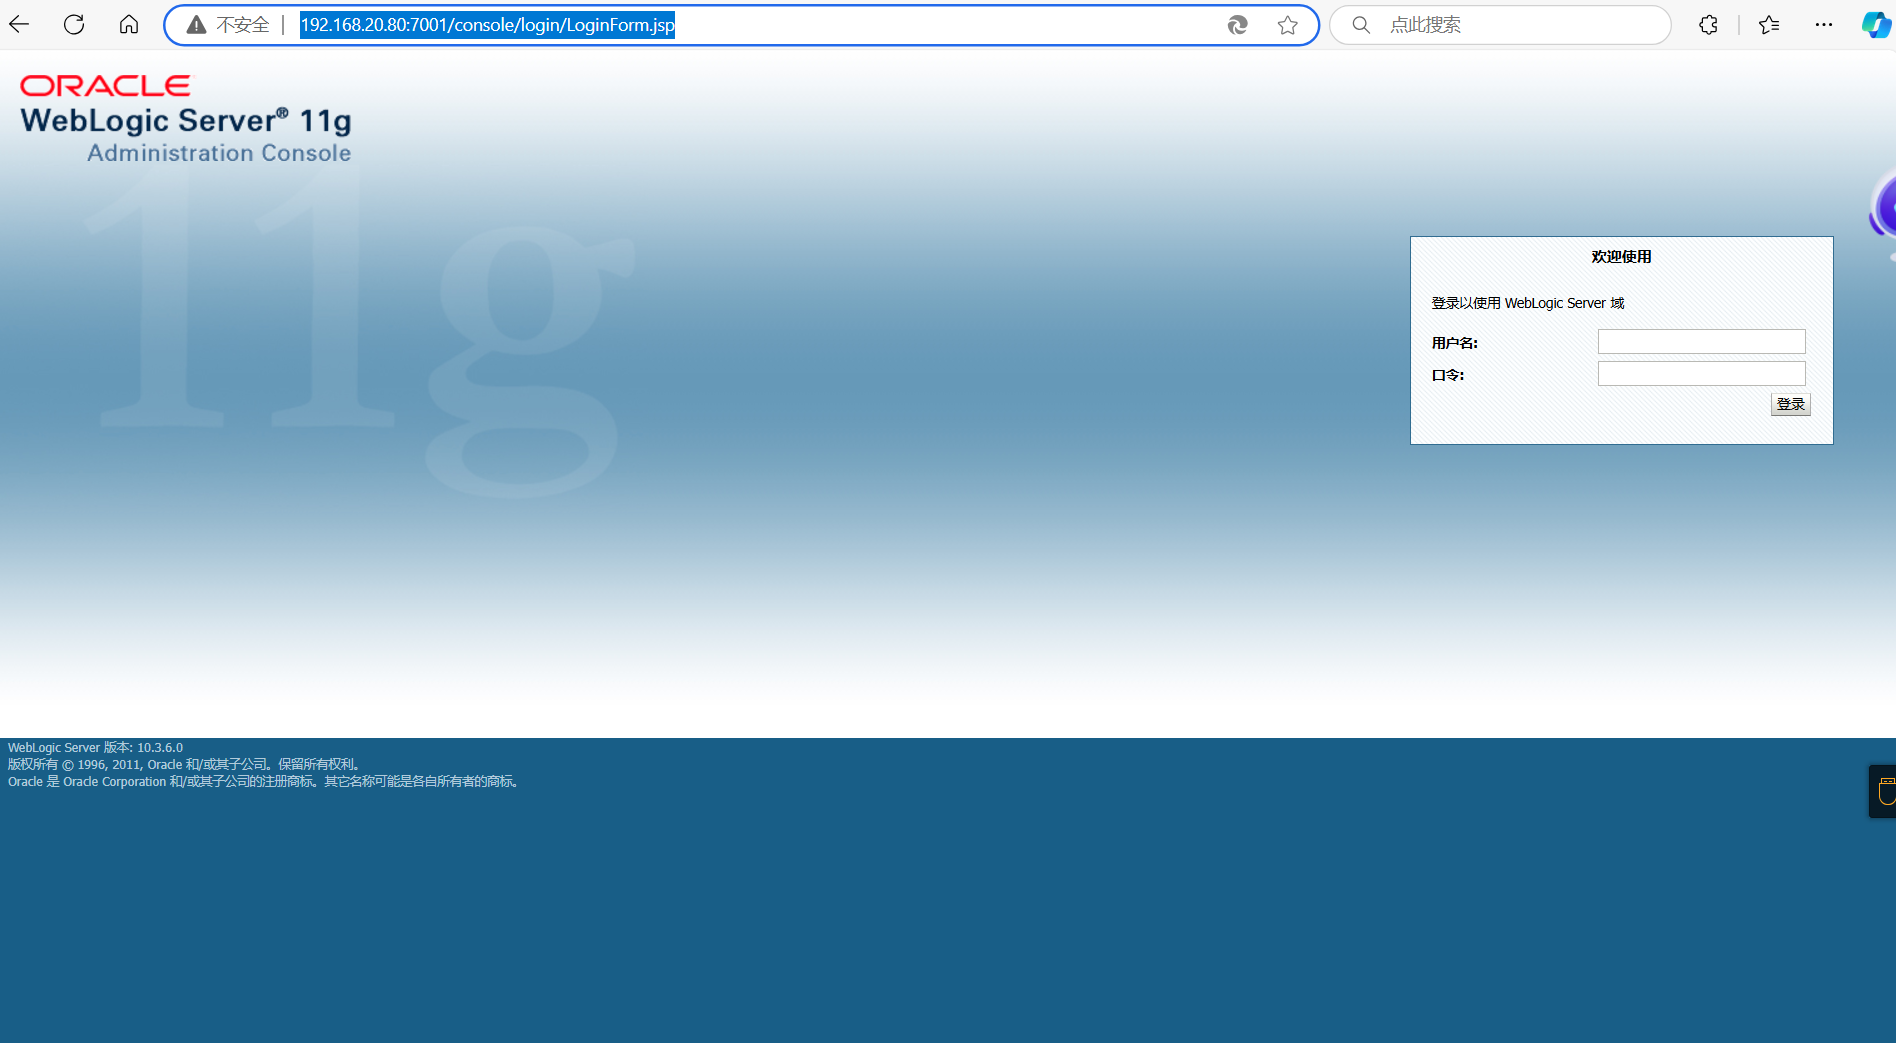 不安全
192.168.20.80:7001/console/login/LoginForm.jsp
点此搜索
ORACLE
WebLogic Server® 11g
Administration Console
11g
欢迎使用
登录以使用 WebLogic Server 域
用户名:
口令:
登录
WebLogic Server 版本: 10.3.6.0
版权所有 © 1996, 2011, Oracle 和/或其子公司。保留所有权利。
Oracle 是 Oracle Corporation 和/或其子公司的注册商标。其它名称可能是各自所有者的商标。